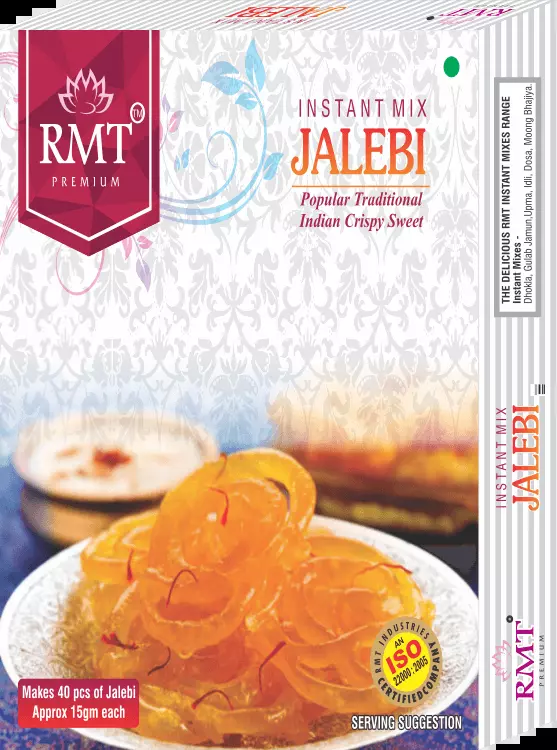 JALEBI
RMT
RMT TM
PREMIUM
INSTANT MIX
JALEBI
Popular Traditional
Indian Crispy Sweet
THE DELICIOUS RMT INSTANT MIXES RANGE
Instant Mixes -
Dhokla, Gulab Jamun,Upma, Idli, Dosa, Moong Bhajiya.
INSTANT MIX
JALEBI
RMT
PREMIUM
RMT INDUSTRIES
AN
ISO
22000:2005
CERTIFIED COMPANY
Makes 40 pcs of Jalebi
Approx 15gm each
SERVING SUGGESTION